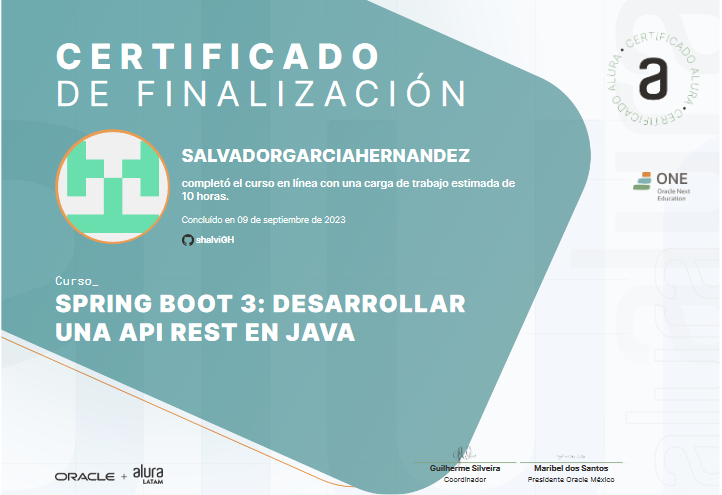 CERTIFICADO
DE FINALIZACIÓN
CERTIFICADO ALURA • CERTIFICADO ALURA •
a
SALVADORGARCIAHERNANDEZ
completó el curso en línea con una carga de trabajo estimada de
10 horas.
Concluído en 09 de septiembre de 2023
shalviGH
ONE
Oracle Next
Education
Curso_
SPRING BOOT 3: DESARROLLAR
UNA API REST EN JAVA
ORACLE + alura
LATAM
Guilherme Silveira
Coordinador
Maribel dos Santos
Presidente Oracle México
alura